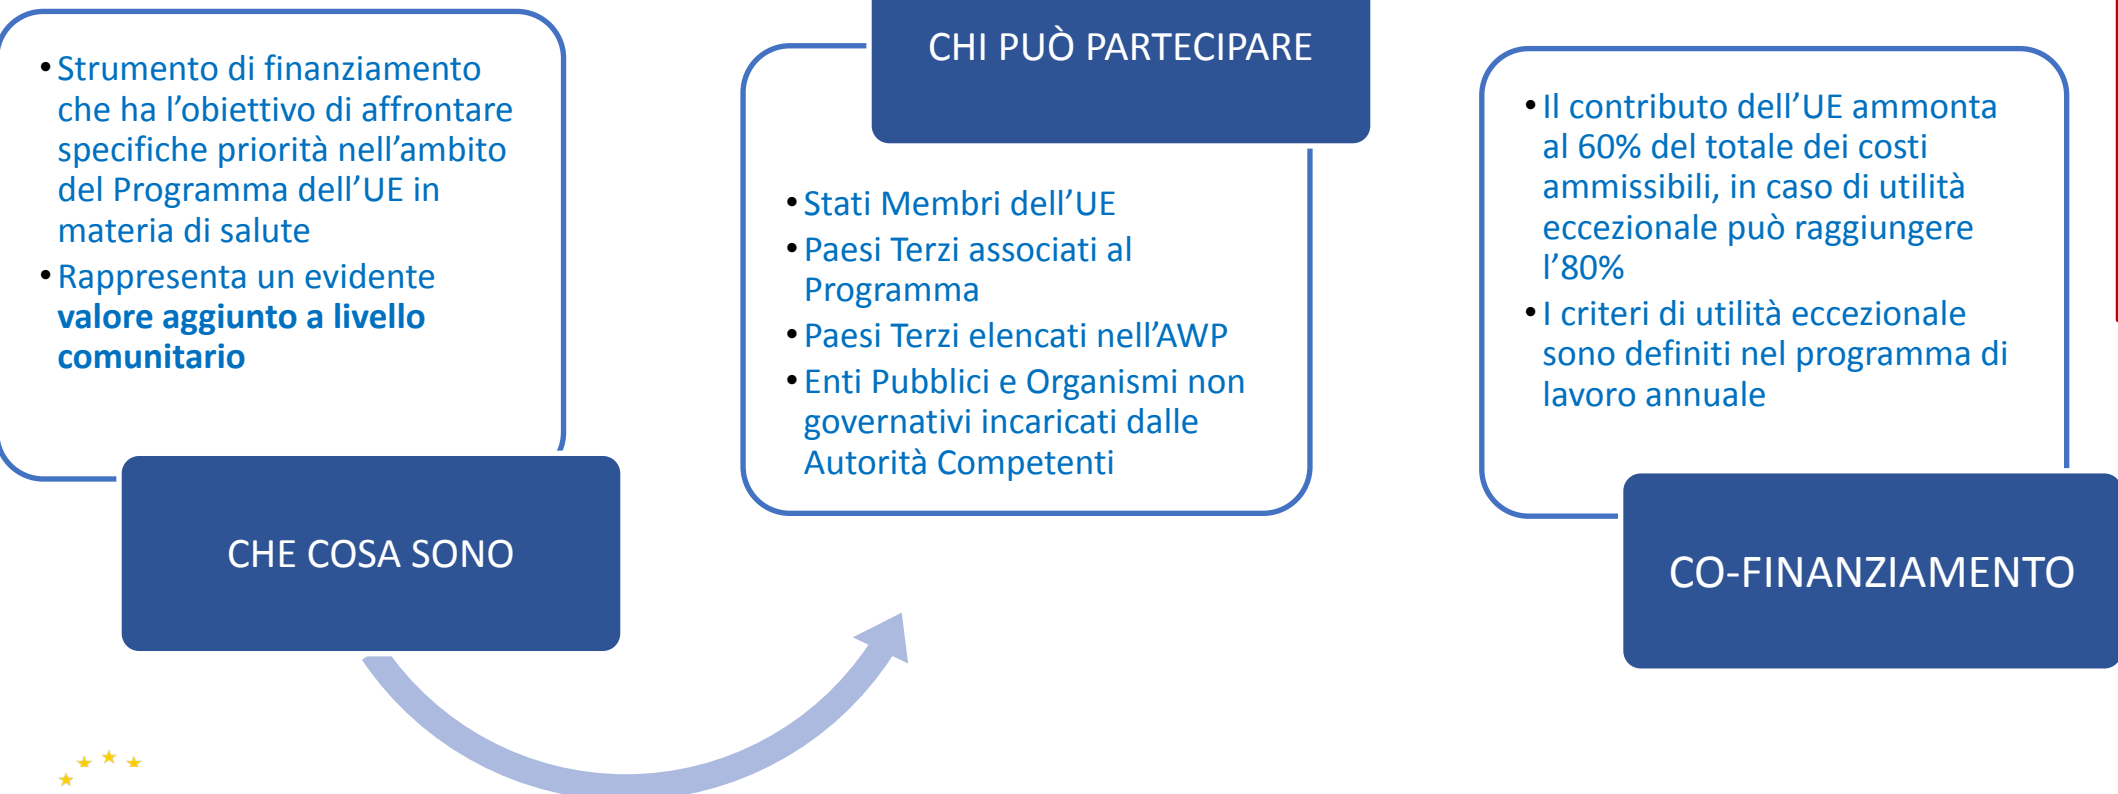 • Strumento di finanziamento
che ha l’obiettivo di affrontare
specifiche priorità nell’ambito
del Programma dell’UE in
materia di salute
• Rappresenta un evidente
valore aggiunto a livello
comunitario
CHE COSA SONO
CHI PUÒ PARTECIPARE
• Stati Membri dell’UE
• Paesi Terzi associati al
Programma
• Paesi Terzi elencati nell’AWP
• Enti Pubblici e Organismi non
governativi incaricati dalle
Autorità Competenti
• Il contributo dell’UE ammonta
al 60% del totale dei costi
ammissibili, in caso di utilità
eccezionale può raggiungere
l’80%
• I criteri di utilità eccezionale
sono definiti nel programma di
lavoro annuale
CO-FINANZIAMENTO